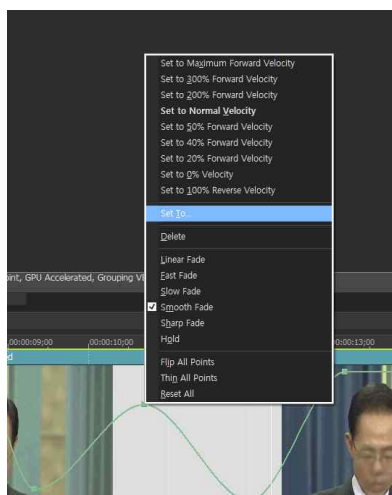 Set to Maximum Forward Velocity
Set to 300% Forward Velocity
Set to 200% Forward Velocity
Set to Normal Velocity
Set to 50% Forward Velocity
Set to 40% Forward Velocity
Set to 20% Forward Velocity
Set to 0% Velocity
Set to 100% Reverse Velocity
Set To...
Delete
oint, GPU Accelerated, Grouping
Linear Fade
Fast Fade
Slow Fade
Smooth Fade
Sharp Fade
Hold
00:00:09;00
00:00:10;00
0:00:13;00
Flip All Points
Thin All Points
Reset All